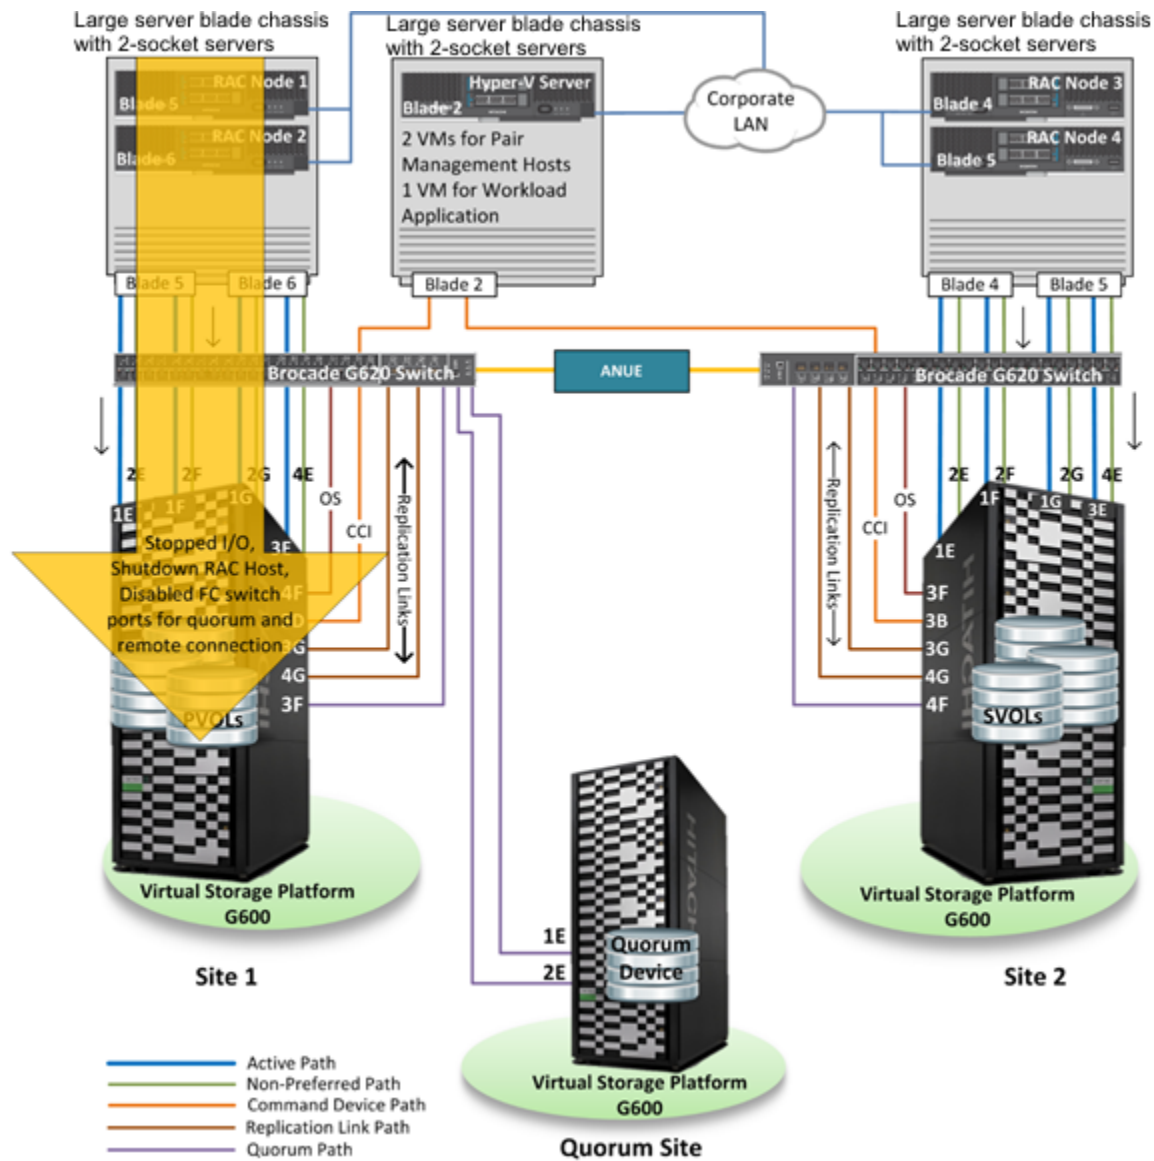 Large server blade chassis
with 2-socket servers
Large server blade chassis
with 2-socket servers
Large server blade chassis
with 2-socket servers
RAC Node 1
Blade 5
RAC Node 2
Blade 6
Hyper-V Server
Blade 2
2 VMs for Pair
Management Hosts
1 VM for Workload
Application
Corporate
LAN
RAC Node 3
Blade 4
RAC Node 4
Blade 5
Blade 5
Blade 6
Blade 2
Blade 4
Blade 5
Brocade G620 Switch
ANUE
Brocade G620 Switch
2E
2F
2G
4E
1E
1F
1G
3E
OS
CCI
Replication Links
Stopped I/O,
Shutdown RAC Host,
Disabled FC switch
ports for quorum and
remote connection
4F
3G
4G
3F
PVOLs
HITACHI
Replication Links
CCI
OS
2E
2F
2G
4E
1F
1G
3E
1E
3F
3B
3G
4G
4F
HITACHI
SVOLs
Virtual Storage Platform
G600
Site 1
1E
2E
Quorum
Device
HITACHI
Virtual Storage Platform
G600
Quorum Site
Virtual Storage Platform
G600
Site 2
Active Path
Non-Preferred Path
Command Device Path
Replication Link Path
Quorum Path